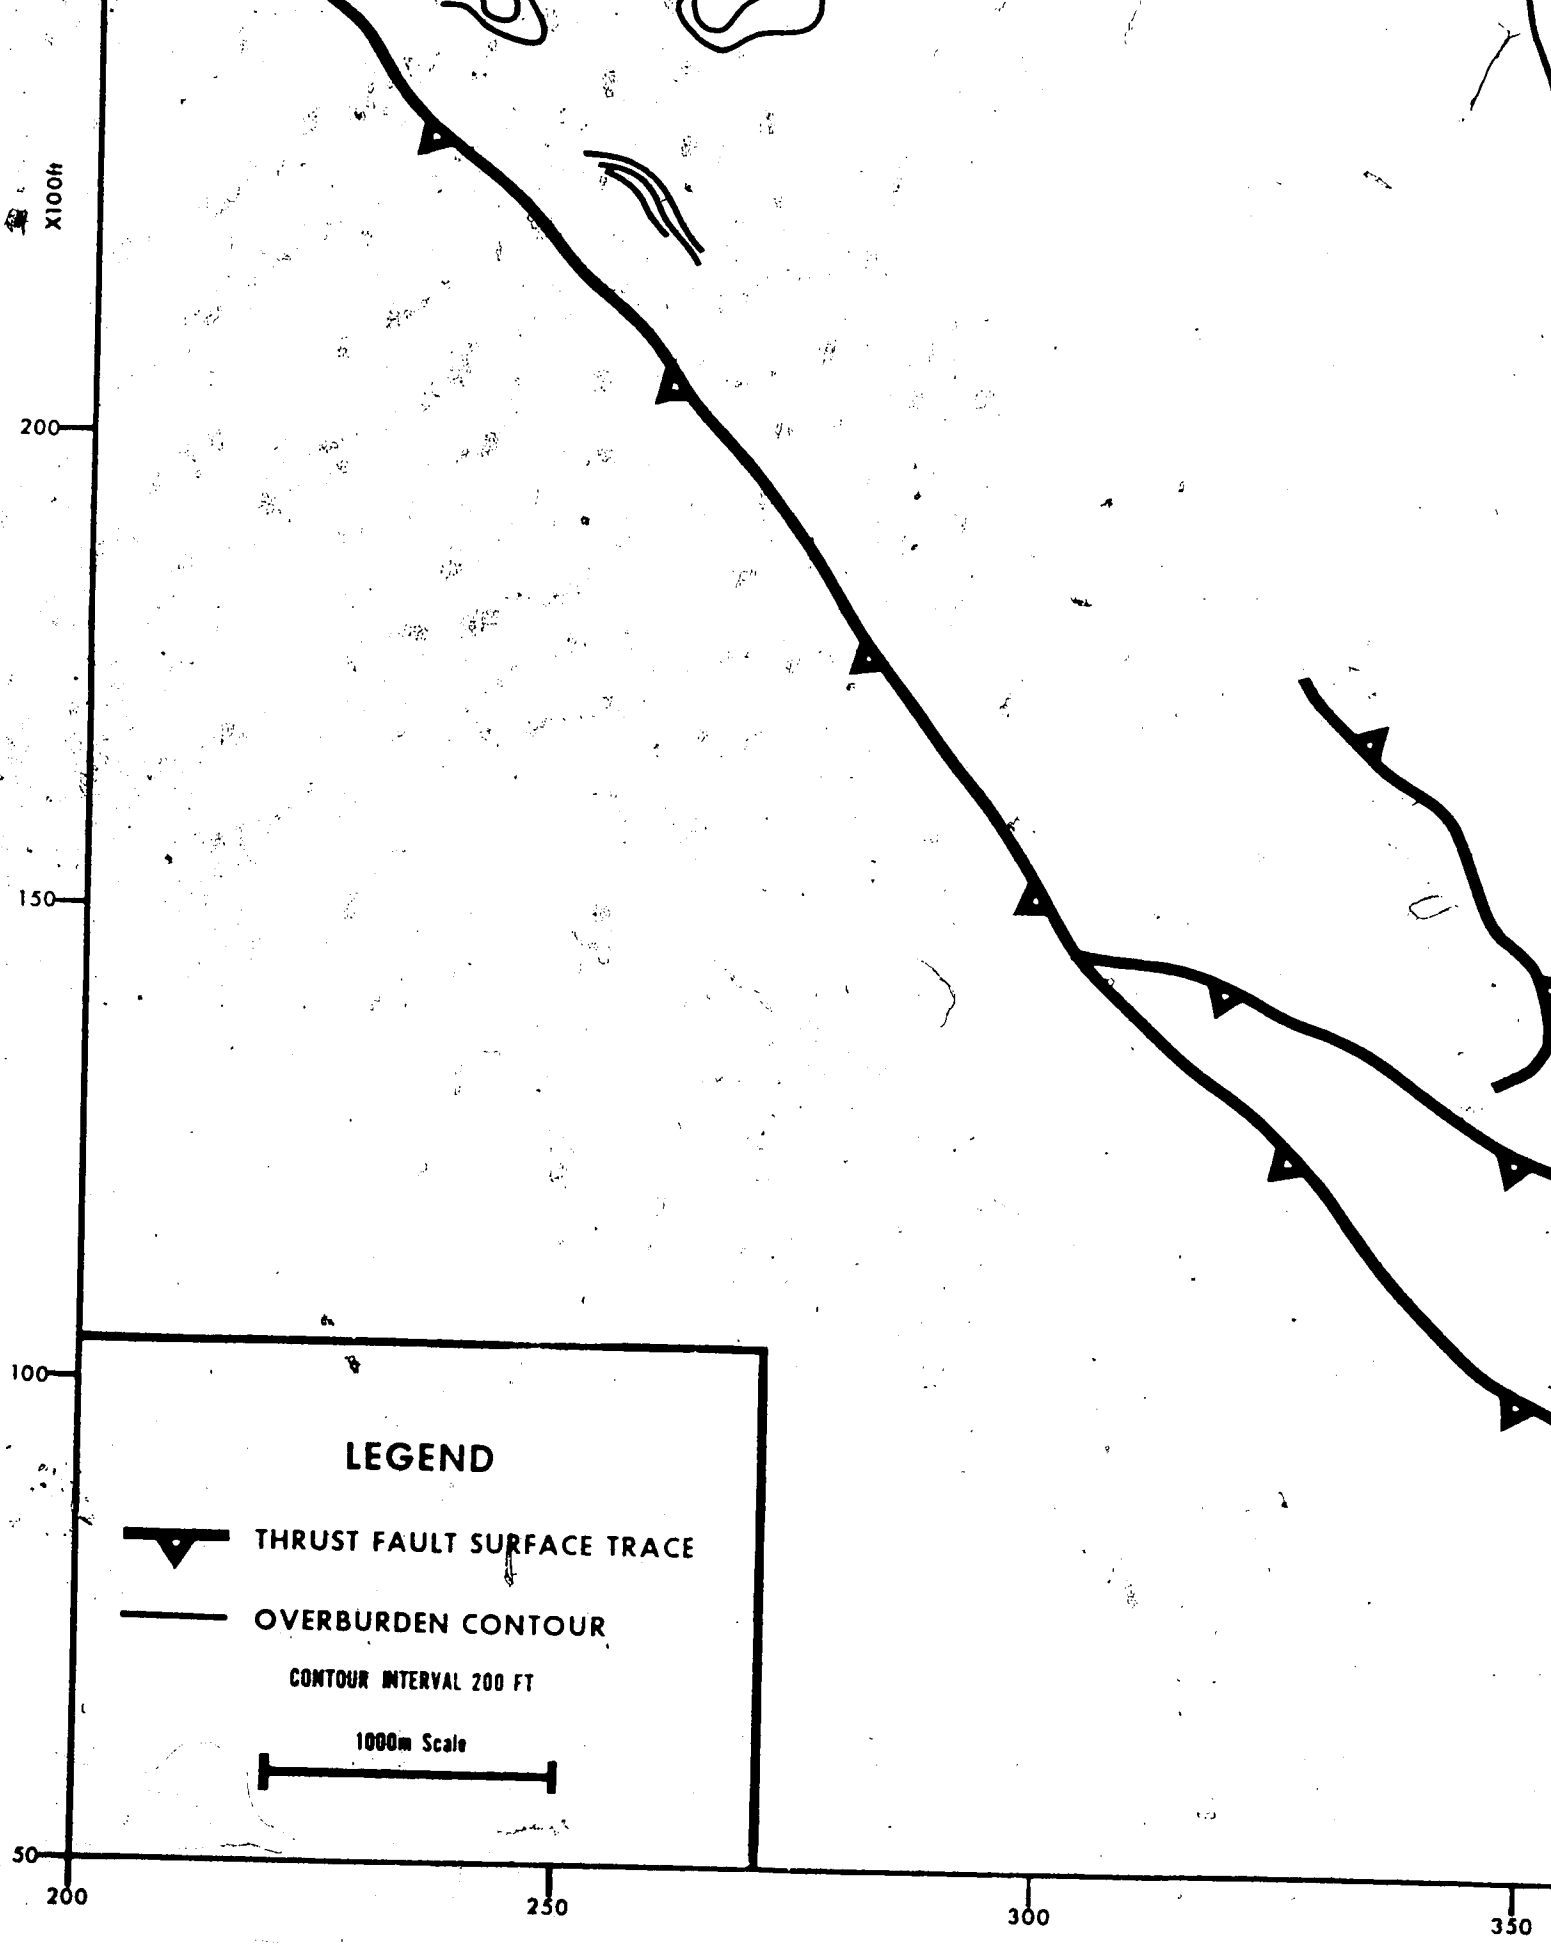 X100ft
200
150
100
LEGEND
THRUST FAULT SURFACE TRACE
OVERBURDEN CONTOUR
CONTOUR INTERVAL 200 FT
1000m Scale
50
200
250
300
350